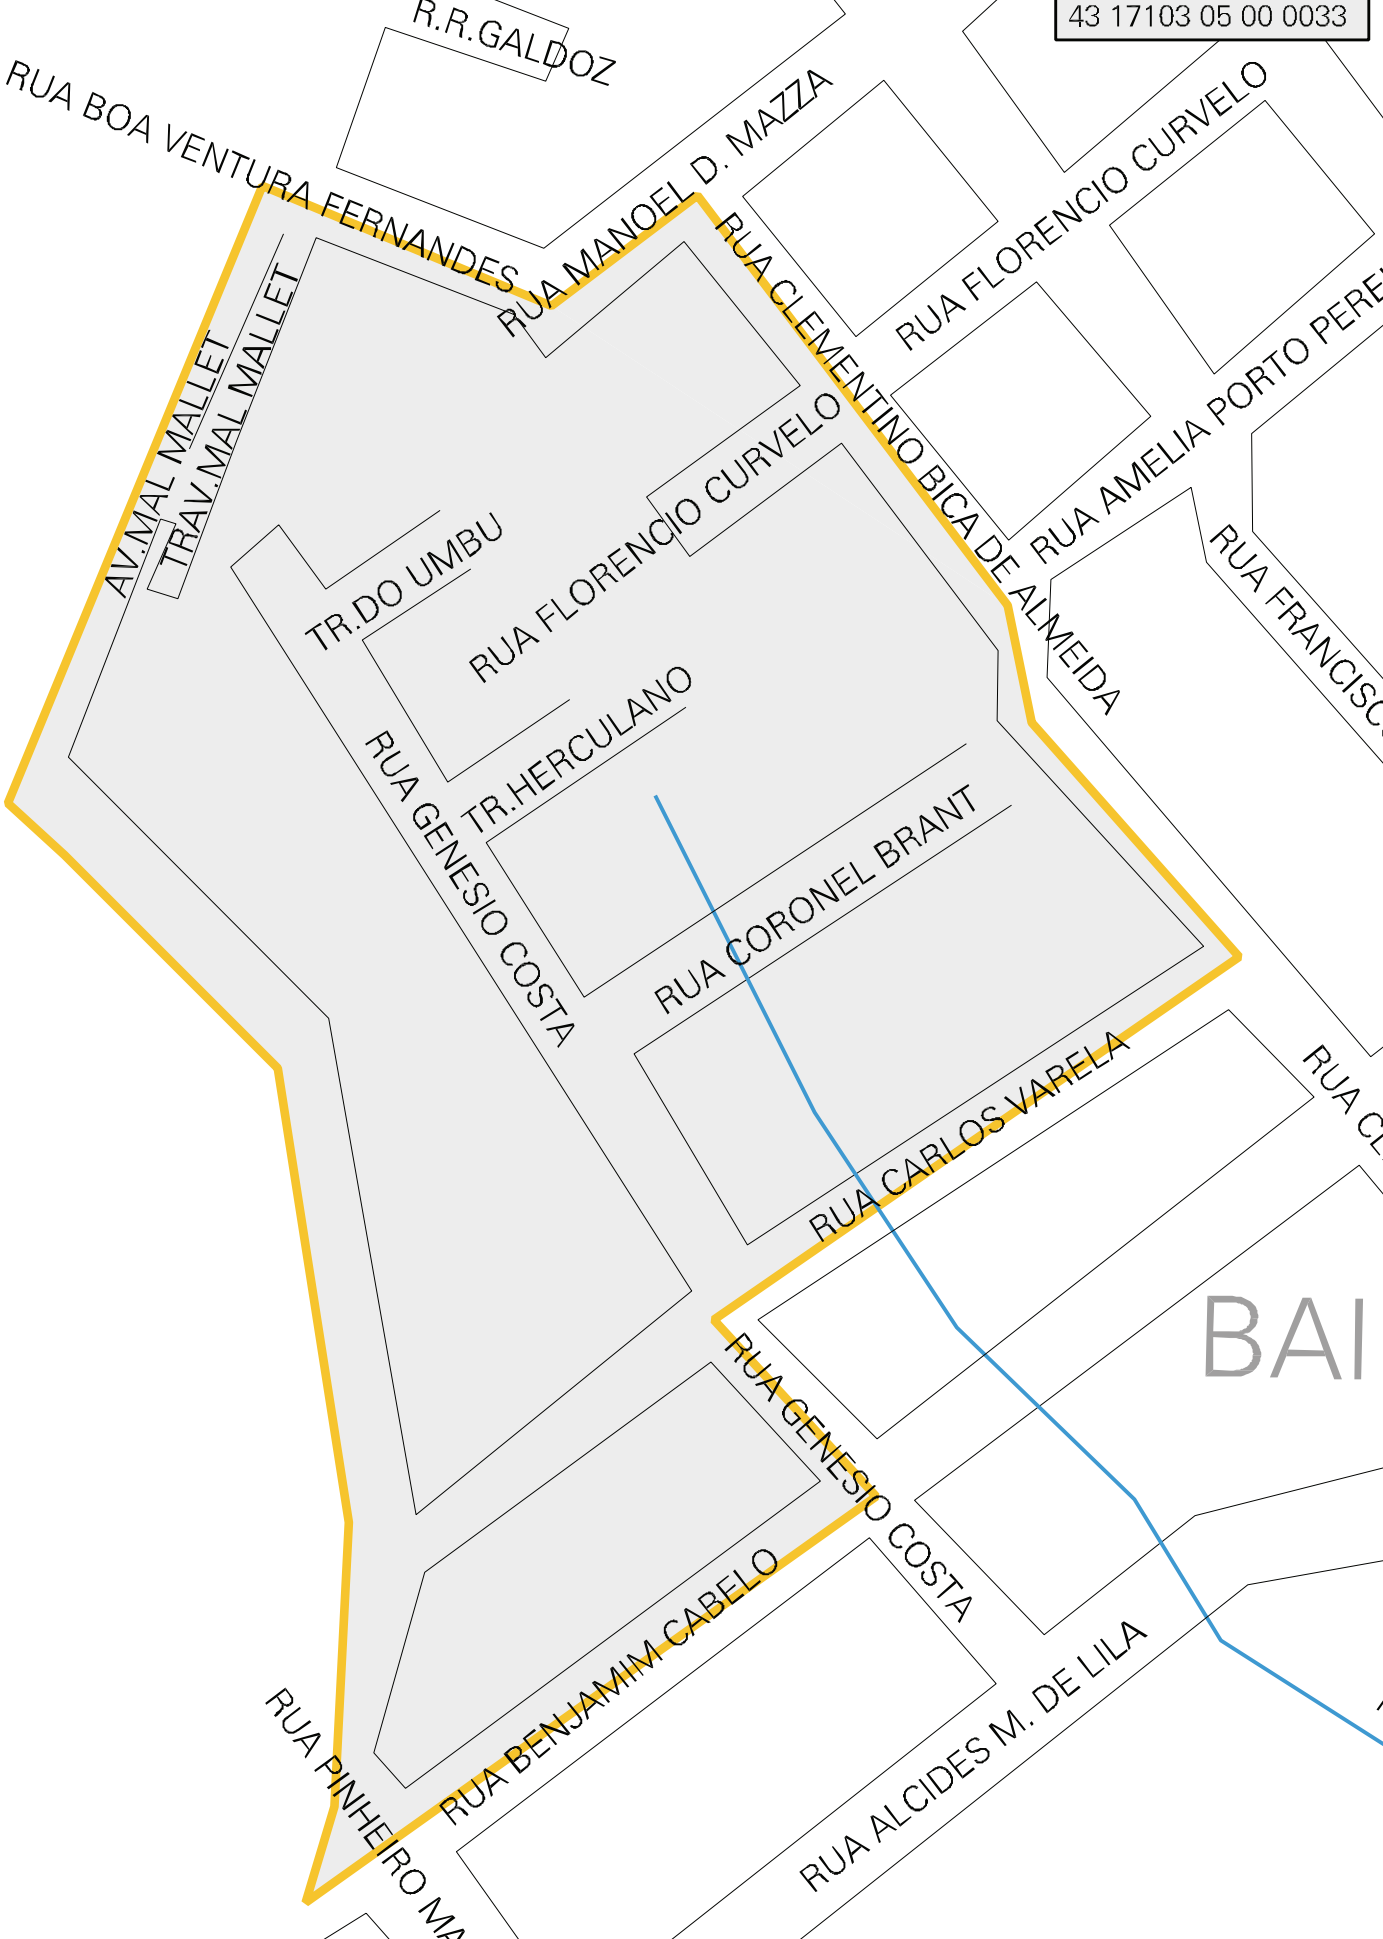 43 17103 05 00 0033
R.R.GALDOZ
RUA BOA VENTURA FERNANDES
RUA MANOEL D. MAZZA
RUA FLORENCIO CURVELO
RUA CLEMENTINO BICA DE ALMEIDA
RUA AMELIA PORTO PERE
AV.MAL MALLET
TRAV.MAL MALLET
RUA FLORENCIO CURVELO
TR.DO UMBU
RUA FRANCISC
TR.HERCULANO
RUA GENESIO COSTA
RUA CORONEL BRANT
RUA CARLOS VARELA
RUA CL
BAI
RUA GENESIO COSTA
RUA BENJAMIM CABELO
RUA ALCIDES M. DE LILA
RUA PINHEIRO MA